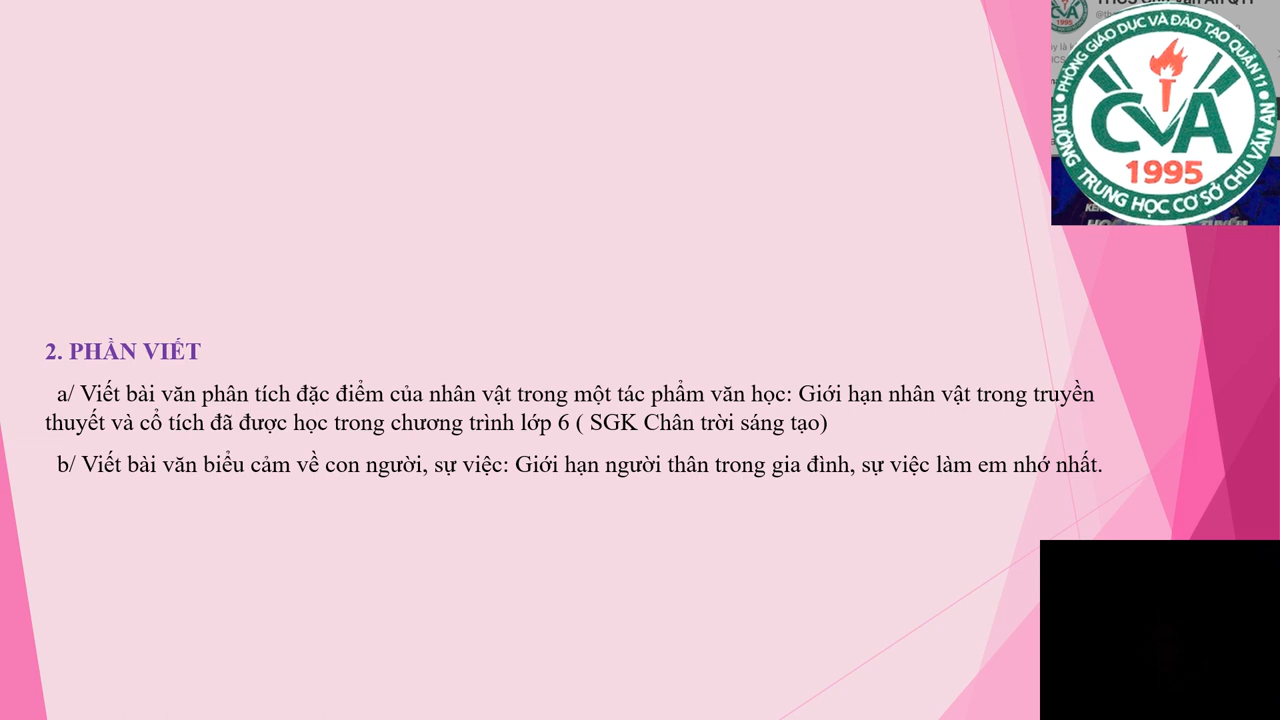 PHÒNG GIÁO DỤC VÀ ĐÀO TẠO QUẬN 11
CVA
1995
TRƯỜNG TRUNG HỌC CƠ SỞ CHU VĂN AN
2. PHẦN VIẾT
a/ Viết bài văn phân tích đặc điểm của nhân vật trong một tác phẩm văn học: Giới hạn nhân vật trong truyền
thuyết và cổ tích đã được học trong chương trình lớp 6 ( SGK Chân trời sáng tạo)
b/ Viết bài văn biểu cảm về con người, sự việc: Giới hạn người thân trong gia đình, sự việc làm em nhớ nhất.